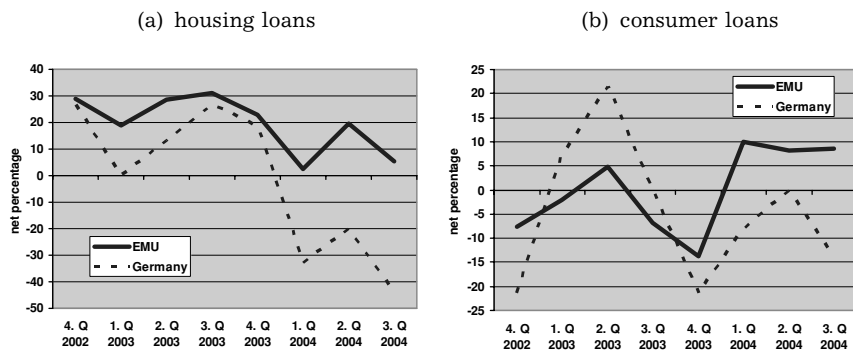 (a) housing loans
40
30
20
10
0
-10
-20
-30
-40
-50
net percentage
EMU
Germany
4. Q 1. Q 2. Q 3. Q 4. Q 1. Q 2. Q 3. Q
2002 2003 2003 2003 2003 2004 2004 2004
(b) consumer loans
25
20
15
10
5
0
-5
-10
-15
-20
-25
net percentage
EMU
Germany
4. Q 1. Q 2. Q 3. Q 4. Q 1. Q 2. Q 3. Q
2002 2003 2003 2003 2003 2004 2004 2004